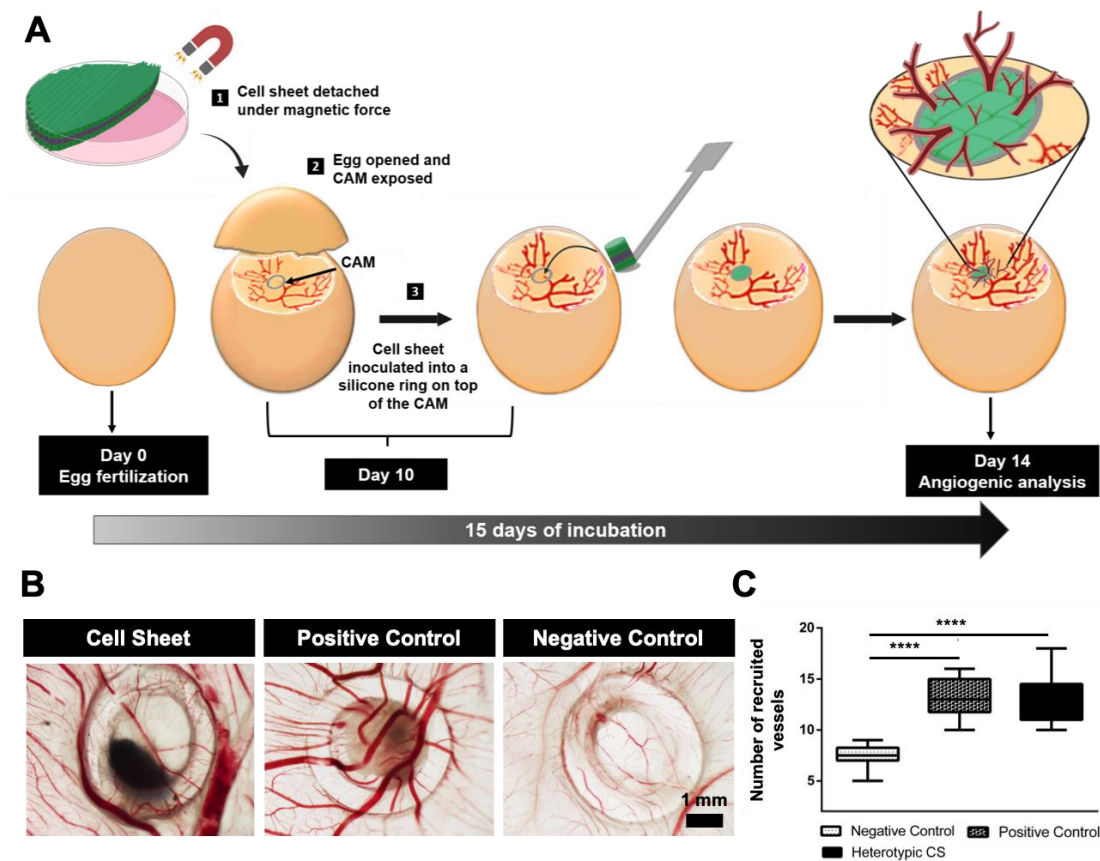 A
1 Cell sheet detached
under magnetic force
2 Egg opened and
CAM exposed
CAM
3
Cell sheet
inoculated into a
silicone ring on top
of the CAM
Day 0
Egg fertilization
Day 10
Day 14
Angiogenic analysis
15 days of incubation
B
Cell Sheet
Positive Control
Negative Control
1 mm
C
Number of recruited
vessels
20
15
10
5
****
****
Negative Control
Positive Control
Heterotypic CS